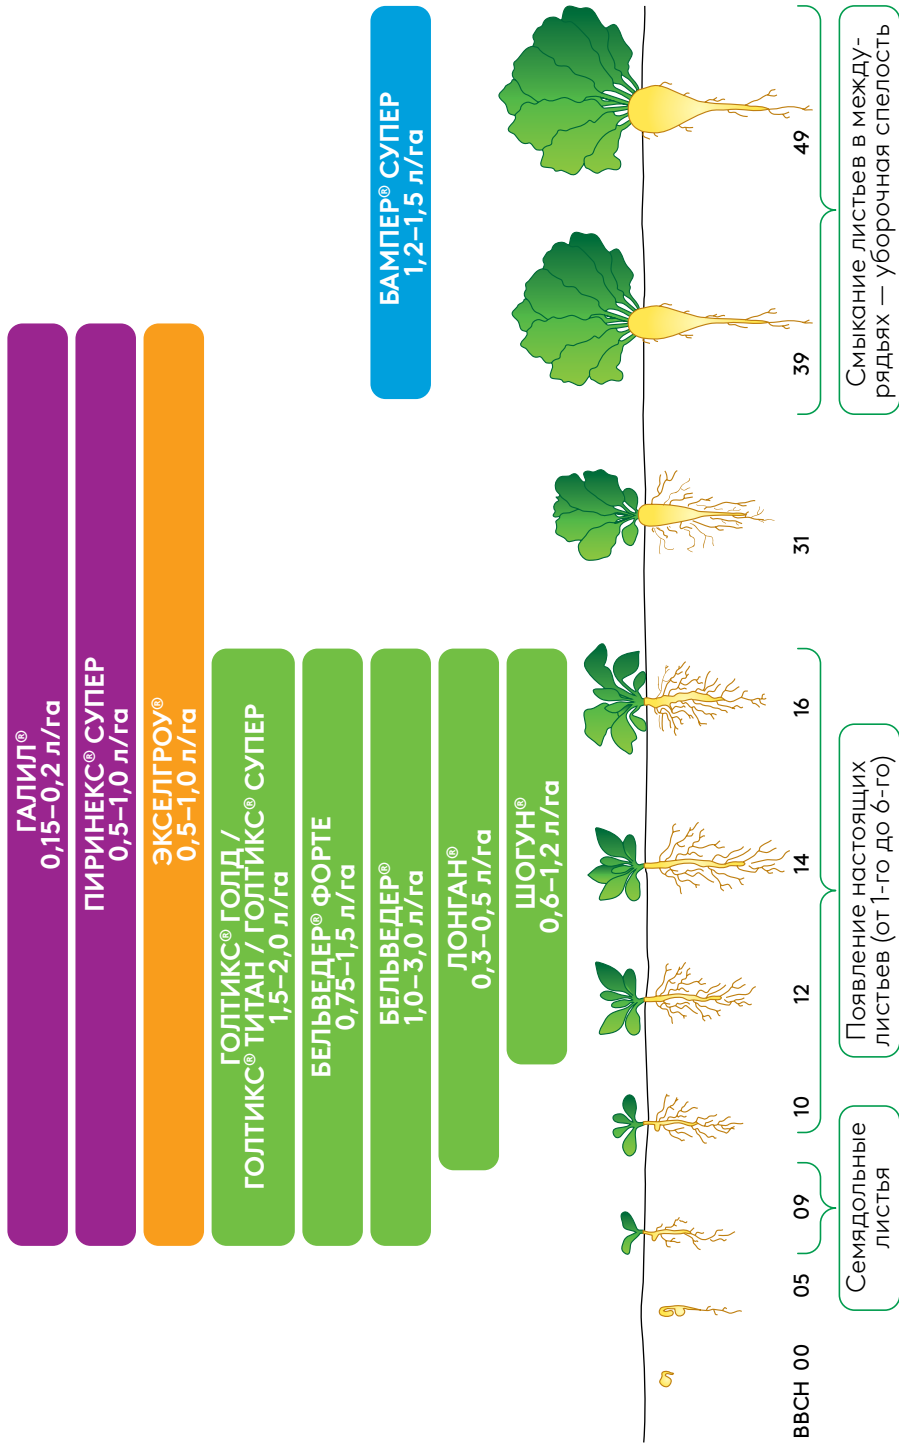 ГАЛИЛ®
0,15–0,2 л/га
ПИРИНЕКС® СУПЕР
0,5–1,0 л/га
ЭКСЕЛГРОУ®
0,5–1,0 л/га
ГОЛТИКС® ГОЛД /
ГОЛТИКС® ТИТАН / ГОЛТИКС® СУПЕР
1,5–2,0 л/га
БЕЛЬВЕДЕР® ФОРТЕ
0,75–1,5 л/га
БЕЛЬВЕДЕР®
1,0–3,0 л/га
БАМПЕР® СУПЕР
1,2–1,5 л/га
ЛОНГАН®
0,3–0,5 л/га
ШОГУН®
0,6–1,2 л/га
BBCH 00 05 09 10 12 14 16 31 39 49
Семядольные
листья
Появление настоящих
листьев (от 1-го до 6-го)
Смыкание листьев в между-
рядьях — уборочная спелость